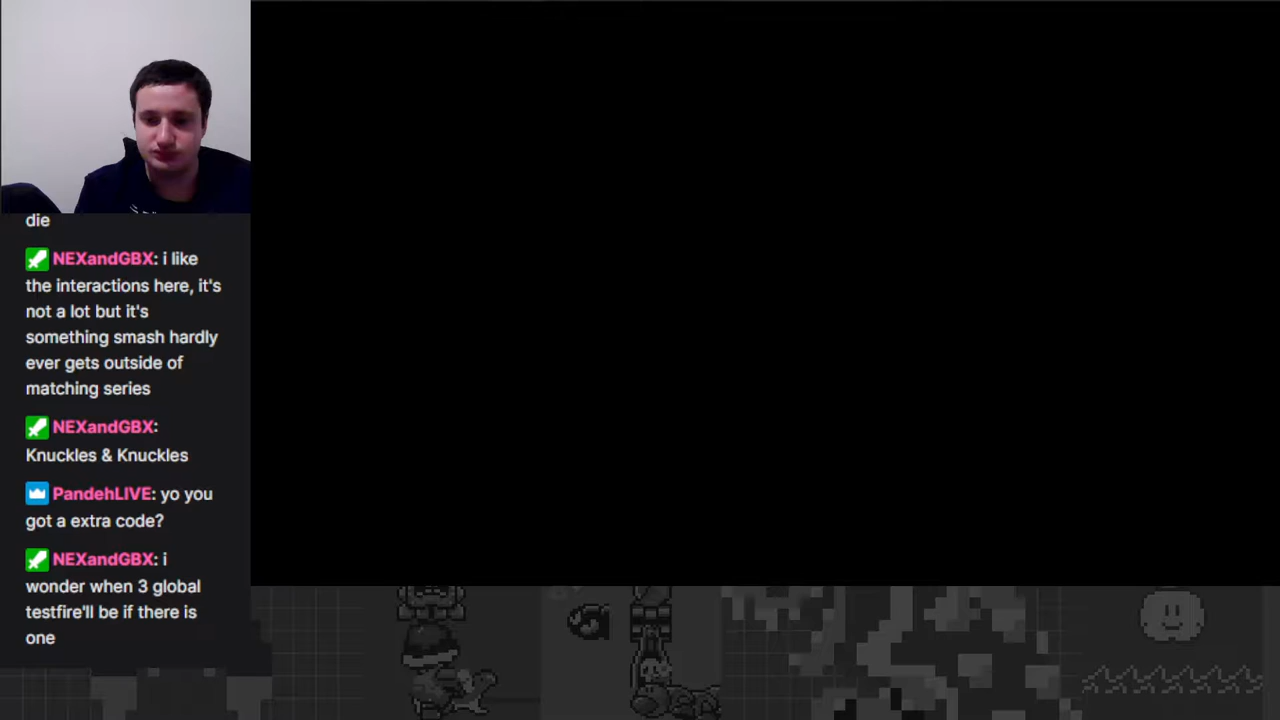 die
NEXandGBX: i like
the interactions here, it's
not a lot but it's
something smash hardly
ever gets outside of
matching series
NEXandGBX:
Knuckles & Knuckles
PandehLIVE: yo you
got a extra code?
NEXandGBX: i
wonder when 3 global
testfire'll be if there is
one